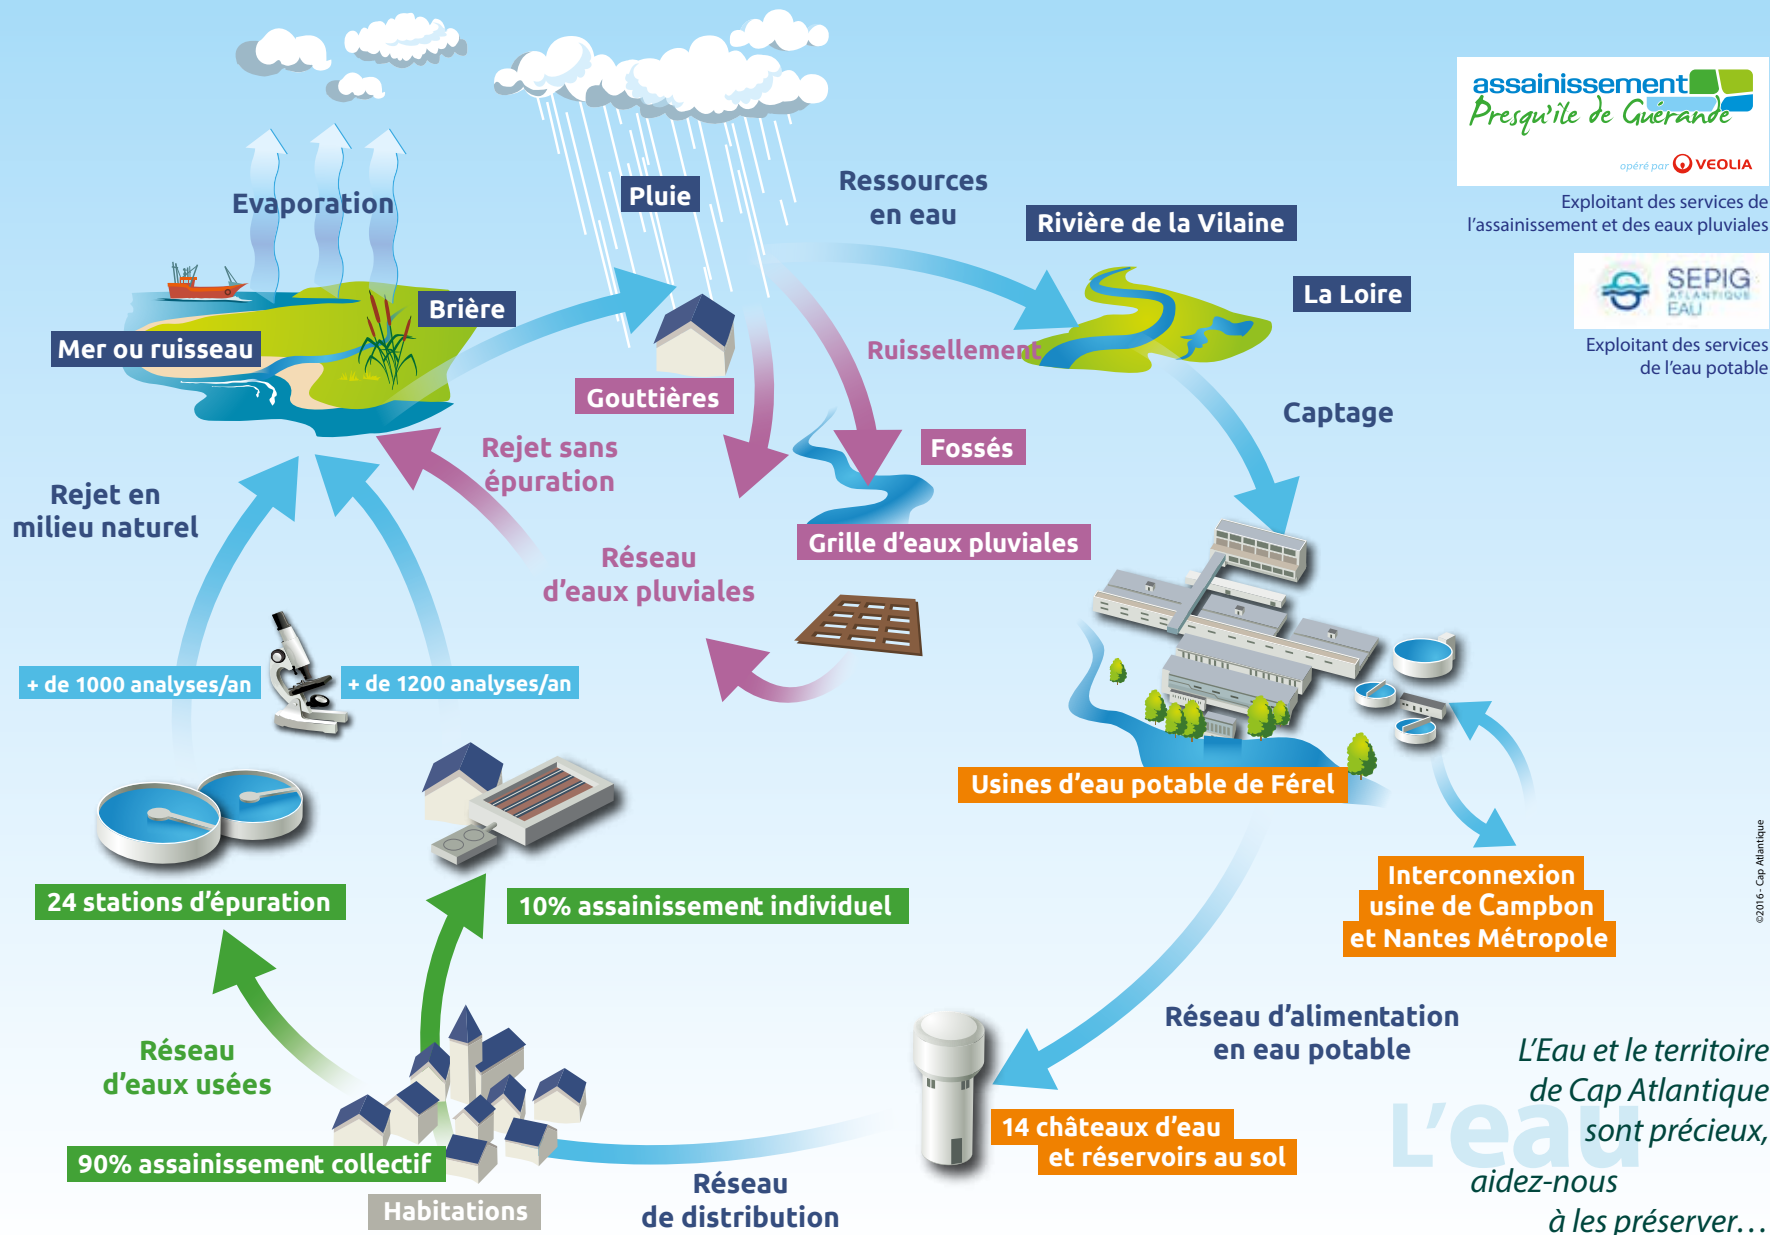 assainissement
Presqu'île de Guérande
opéré par VEOLIA
Exploitant des services de
l'assainissement et des eaux pluviales
SEPIG
ATLANTIQUE
EAU
Exploitant des services
de l'eau potable
Evaporation
Pluie
Ressources
en eau
Rivière de la Vilaine
La Loire
Brière
Mer ou ruisseau
Ruissellement
Gouttières
Captage
Rejet sans
épuration
Fossés
Rejet en
milieu naturel
Grille d'eaux pluviales
Réseau
d'eaux pluviales
+ de 1000 analyses/an
+ de 1200 analyses/an
Usines d'eau potable de Férel
Interconnexion
usine de Campbon
et Nantes Métropole
24 stations d'épuration
10% assainissement individuel
Réseau
d'eaux usées
Réseau d'alimentation
en eau potable
14 châteaux d'eau
et réservoirs au sol
90% assainissement collectif
Habitations
Réseau
de distribution
L'eau
L'Eau et le territoire
de Cap Atlantique
sont précieux,
aidez-nous
à les préserver…
©2016 - Cap Atlantique